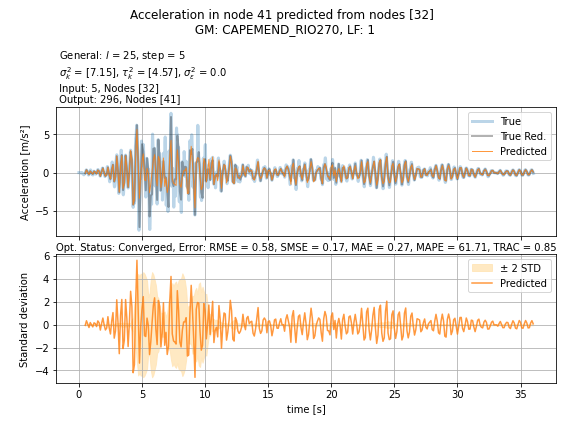 Acceleration in node 41 predicted from nodes [32]
GM: CAPEMEND_RIO270, LF: 1
General: l = 25, step = 5
σ²ₖ = [7.15], τ²ₖ = [4.57], σ²ε = 0.0
Input: 5, Nodes [32]
Output: 296, Nodes [41]
Acceleration [m/s²]
5
0
−5
True
True Red.
Predicted
Opt. Status: Converged, Error: RMSE = 0.58, SMSE = 0.17, MAE = 0.27, MAPE = 61.71, TRAC = 0.85
Standard deviation
6
4
2
0
−2
−4
± 2 STD
Predicted
0 5 10 15 20 25 30 35
time [s]